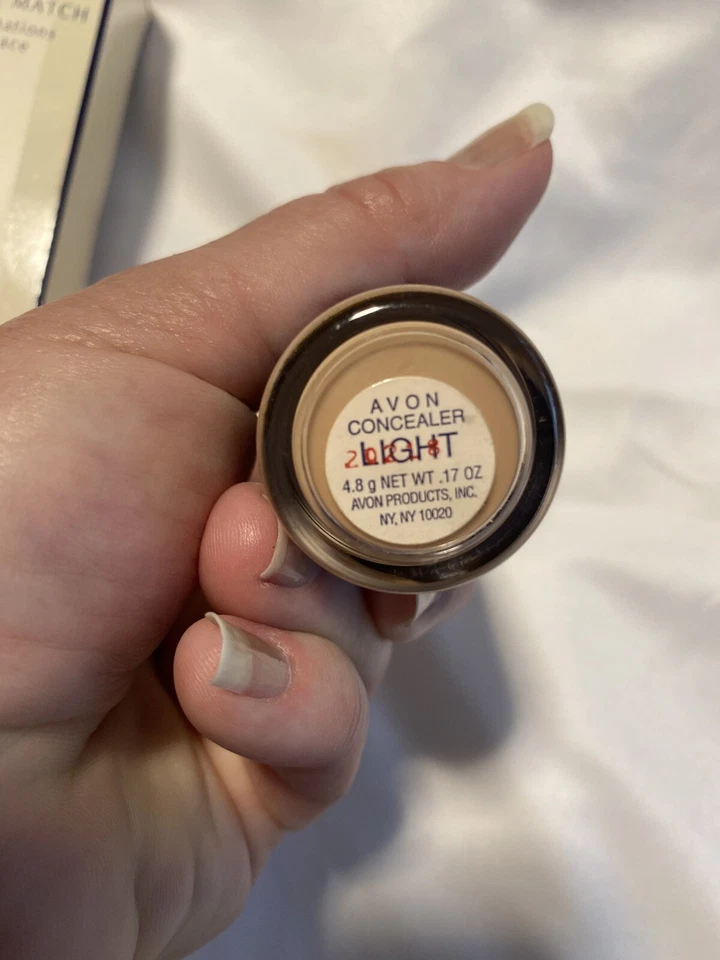 MATCH
AVON
CONCEALER
LIGHT
4.8 g NET WT .17 OZ
AVON PRODUCTS, INC.
NY, NY 10020